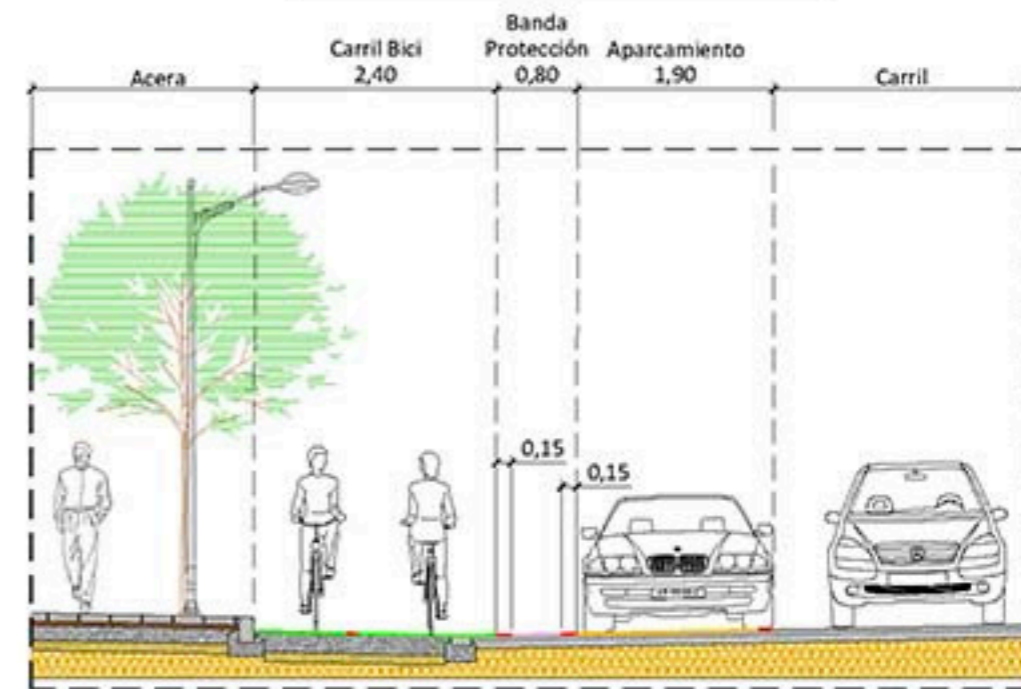 Acera
Carril Bici
2,40
Banda
Protección
0,80
Aparcamiento
1,90
Carril
0,15
0,15